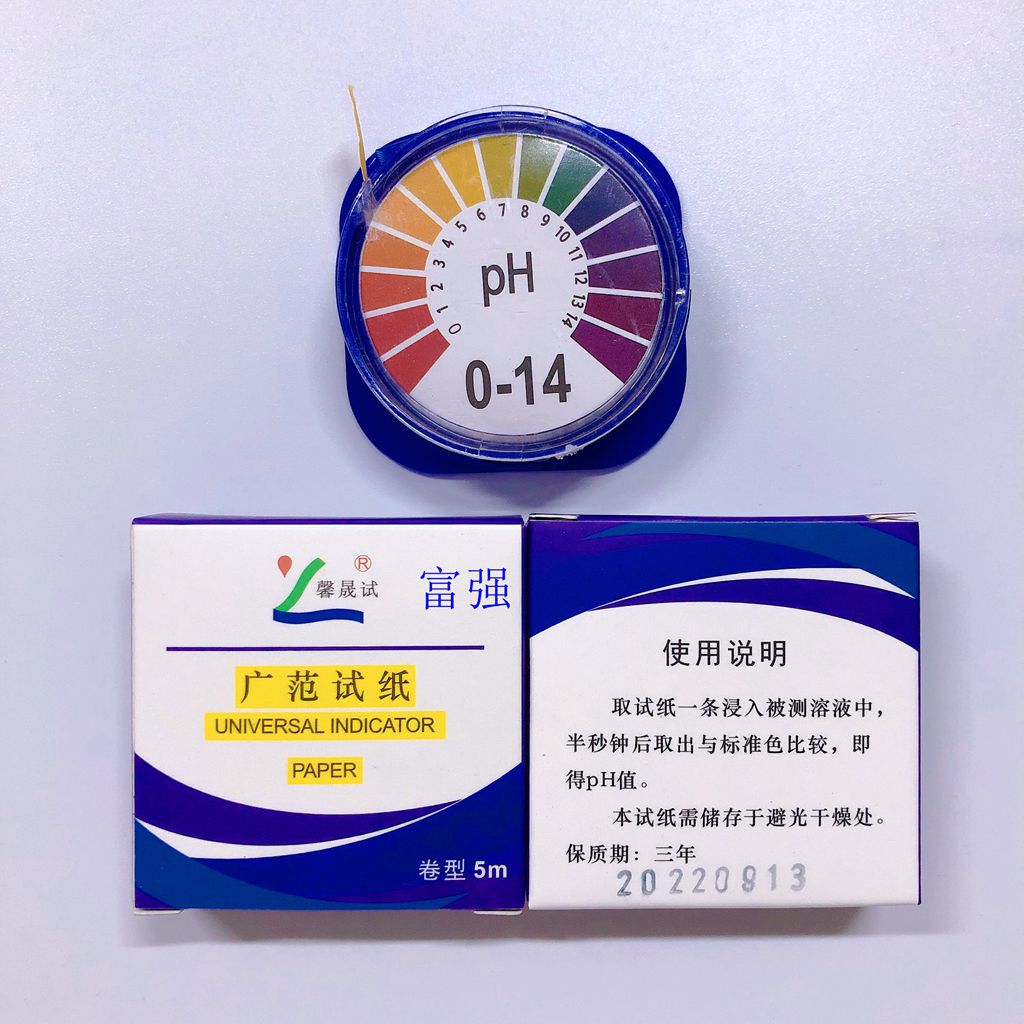 0 1 2 3 4 5 6 7 8 9 10 11 12 13 14
pH
0-14
®
馨晟试
富强
广范试纸
UNIVERSAL INDICATOR
PAPER
卷型 5m
使用说明
取试纸一条浸入被测溶液中，
半秒钟后取出与标准色比较，即
得pH值。
本试纸需储存于避光干燥处。
保质期：三年
20220913